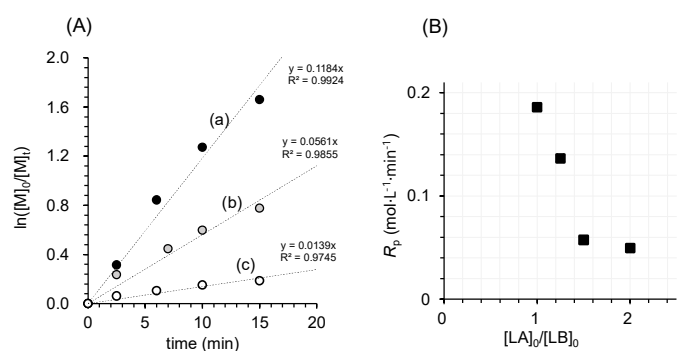 (A)
(B)
2.0
1.6
1.2
0.8
0.4
0.0
ln([M]₀/[M]ₜ)
y = 0.1184x
R² = 0.9924
(a)
y = 0.0561x
R² = 0.9855
(b)
y = 0.0139x
R² = 0.9745
(c)
0 5 10 15 20
time (min)
0.2
0.1
0
Rₚ (mol·L⁻¹·min⁻¹)
0 1 2
[LA]₀/[LB]₀